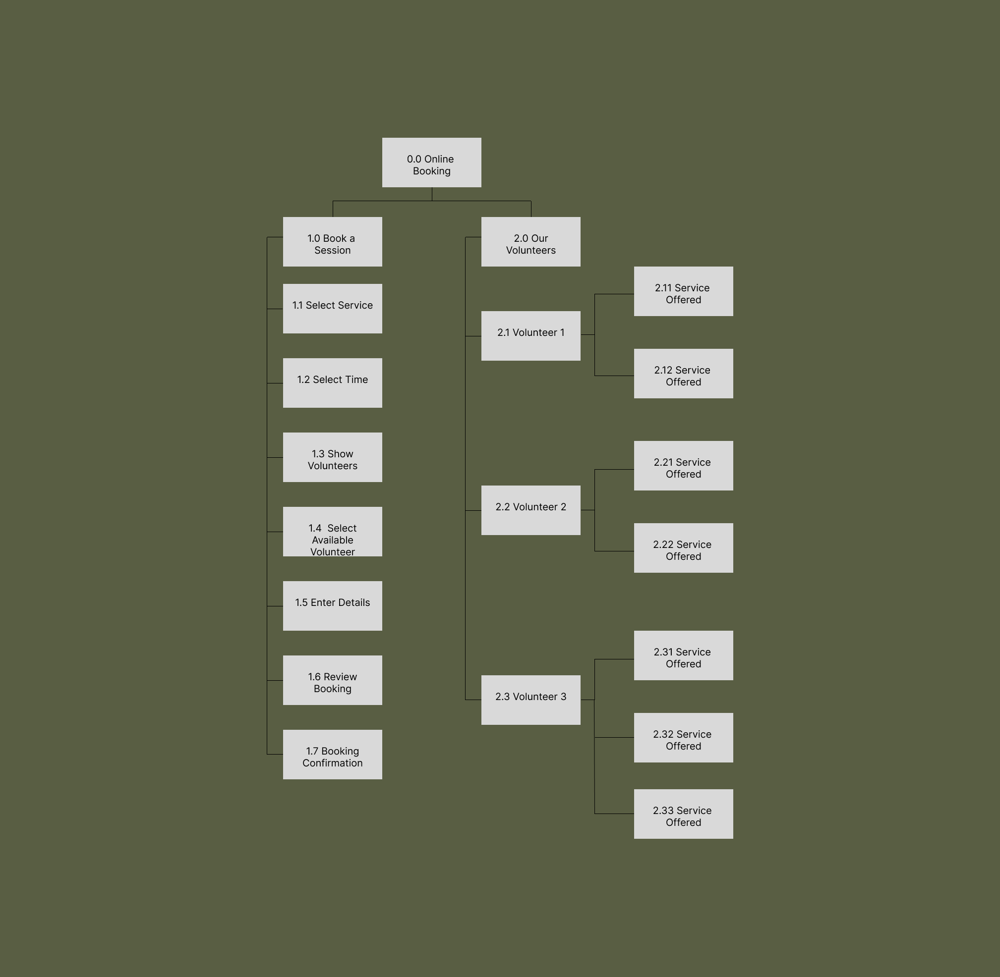 0.0 Online
Booking
1.0 Book a
Session
1.1 Select Service
1.2 Select Time
1.3 Show
Volunteers
1.4  Select
Available
Volunteer
1.5 Enter Details
1.6 Review
Booking
1.7 Booking
Confirmation
2.0 Our
Volunteers
2.1 Volunteer 1
2.11 Service
Offered
2.12 Service
Offered
2.2 Volunteer 2
2.21 Service
Offered
2.22 Service
Offered
2.3 Volunteer 3
2.31 Service
Offered
2.32 Service
Offered
2.33 Service
Offered